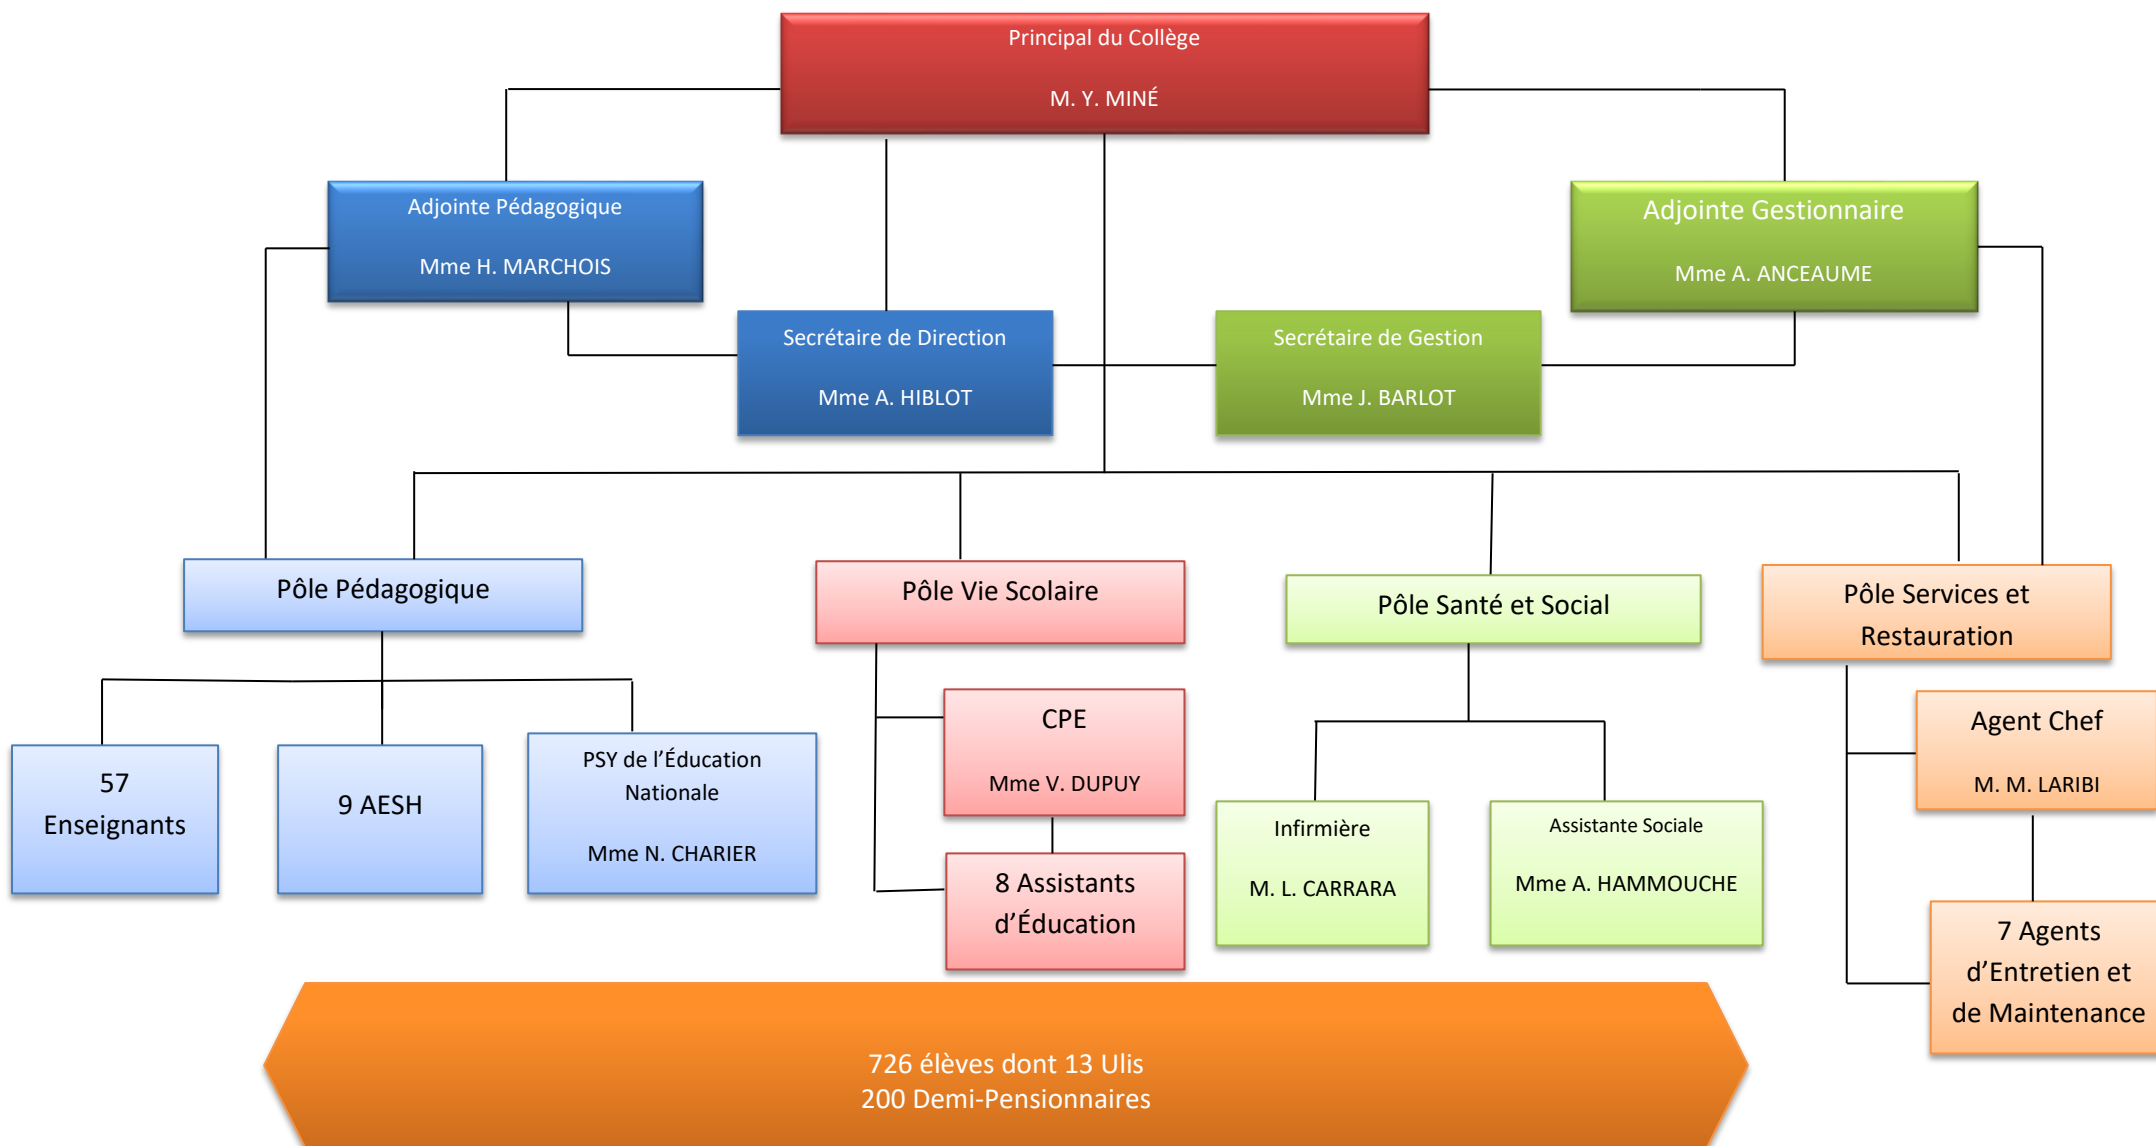 Principal du Collège
M. Y. MINÉ
Adjointe Pédagogique
Mme H. MARCHOIS
Adjointe Gestionnaire
Mme A. ANCEAUME
Secrétaire de Direction
Mme A. HIBLOT
Secrétaire de Gestion
Mme J. BARLOT
Pôle Pédagogique
Pôle Vie Scolaire
Pôle Santé et Social
Pôle Services et
Restauration
57
Enseignants
9 AESH
PSY de l’Éducation
Nationale
Mme N. CHARIER
CPE
Mme V. DUPUY
8 Assistants
d’Éducation
Infirmière
M. L. CARRARA
Assistante Sociale
Mme A. HAMMOUCHE
Agent Chef
M. M. LARIBI
7 Agents
d’Entretien et
de Maintenance
726 élèves dont 13 Ulis
200 Demi-Pensionnaires